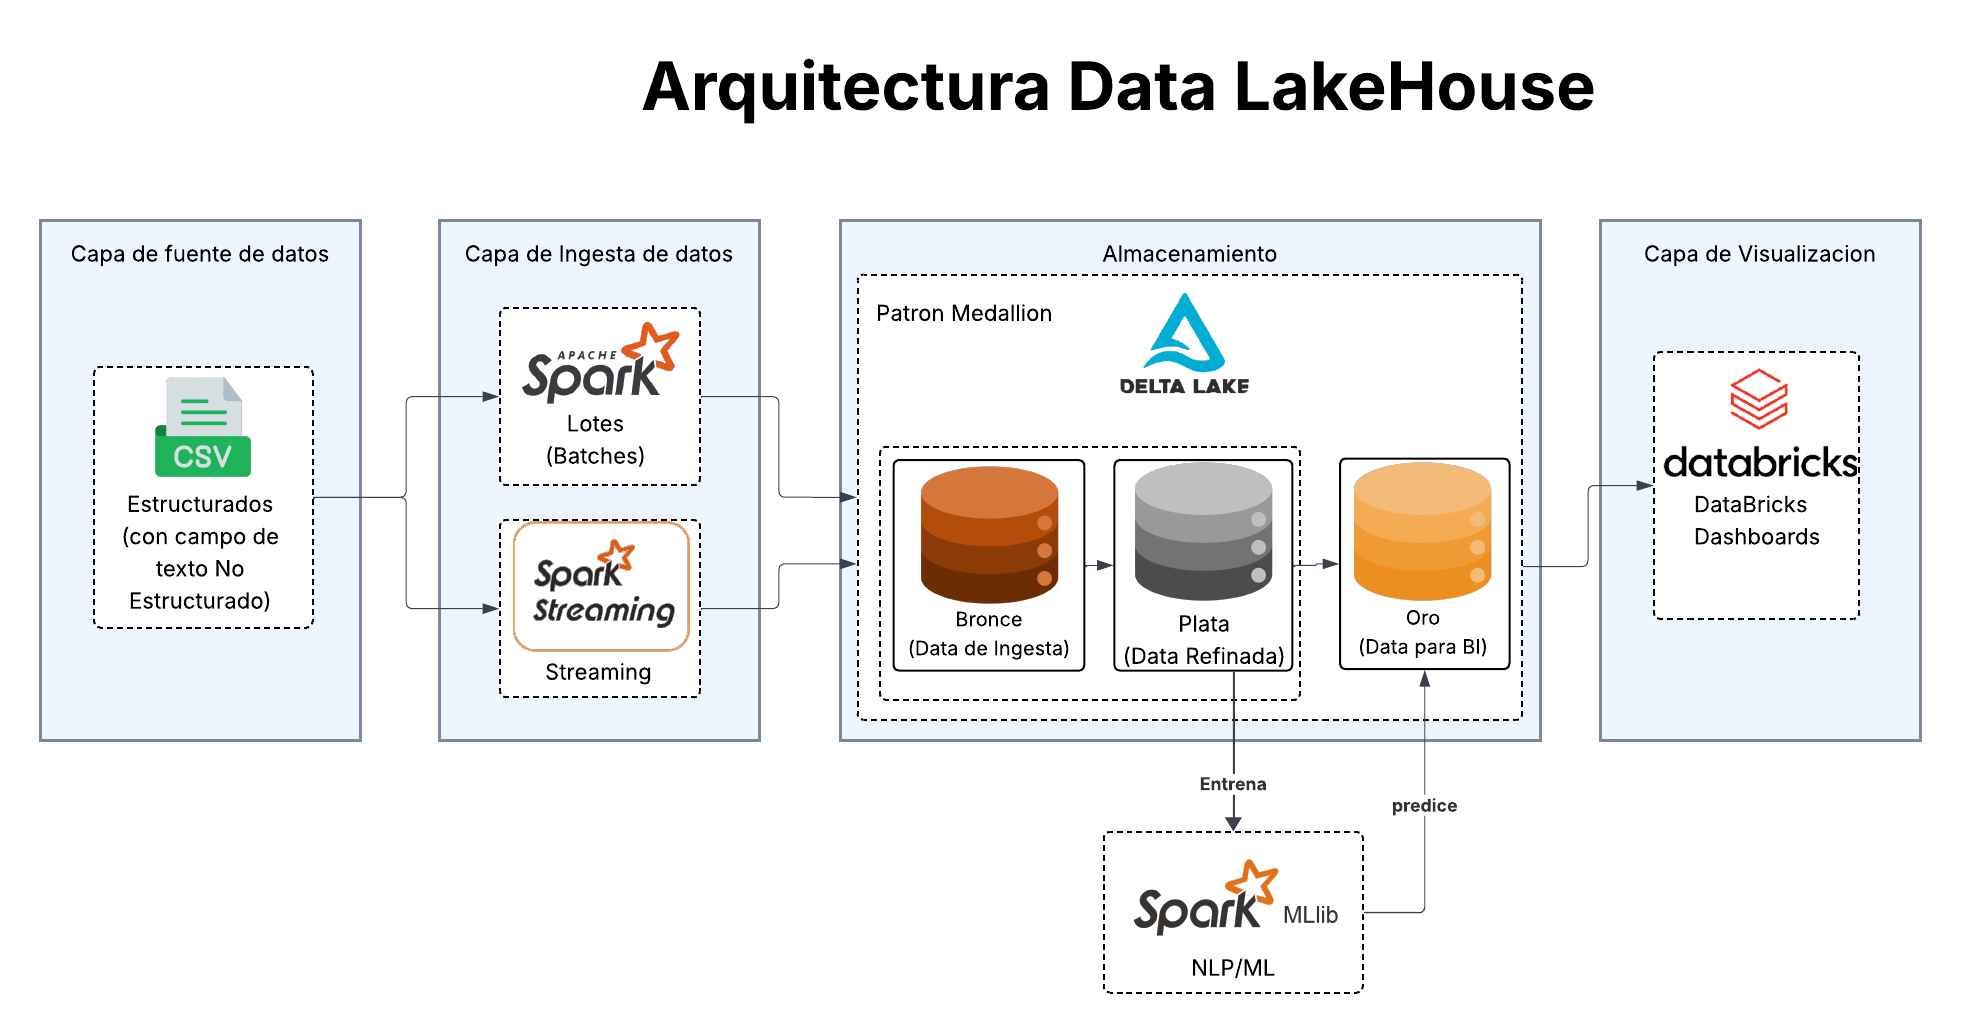 Arquitectura Data LakeHouse
Capa de fuente de datos
CSV
Estructurados
(con campo de
texto No
Estructurado)
Capa de Ingesta de datos
APACHE
Spark
Lotes
(Batches)
Spark
Streaming
Streaming
Almacenamiento
Patron Medallion
DELTA LAKE
Bronce
(Data de Ingesta)
Plata
(Data Refinada)
Oro
(Data para BI)
Capa de Visualizacion
databricks
DataBricks
Dashboards
Entrena
predice
Spark MLlib
NLP/ML